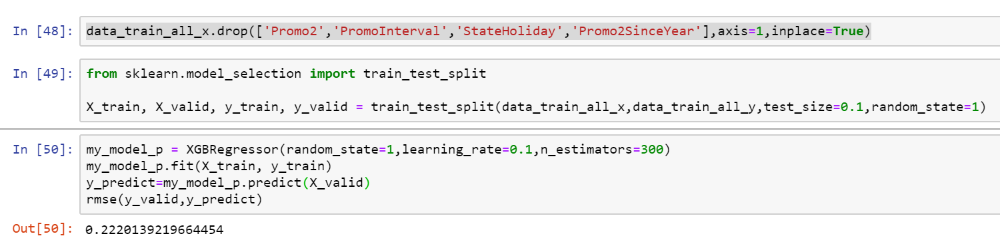 In [48]: data_train_all_x.drop(['Promo2','PromoInterval','StateHoliday','Promo2SinceYear'],axis=1,inplace=True)
In [49]: from sklearn.model_selection import train_test_split
X_train, X_valid, y_train, y_valid = train_test_split(data_train_all_x,data_train_all_y,test_size=0.1,random_state=1)
In [50]: my_model_p = XGBRegressor(random_state=1,learning_rate=0.1,n_estimators=300)
my_model_p.fit(X_train, y_train)
y_predict=my_model_p.predict(X_valid)
rmse(y_valid,y_predict)
Out[50]: 0.2220139219664454